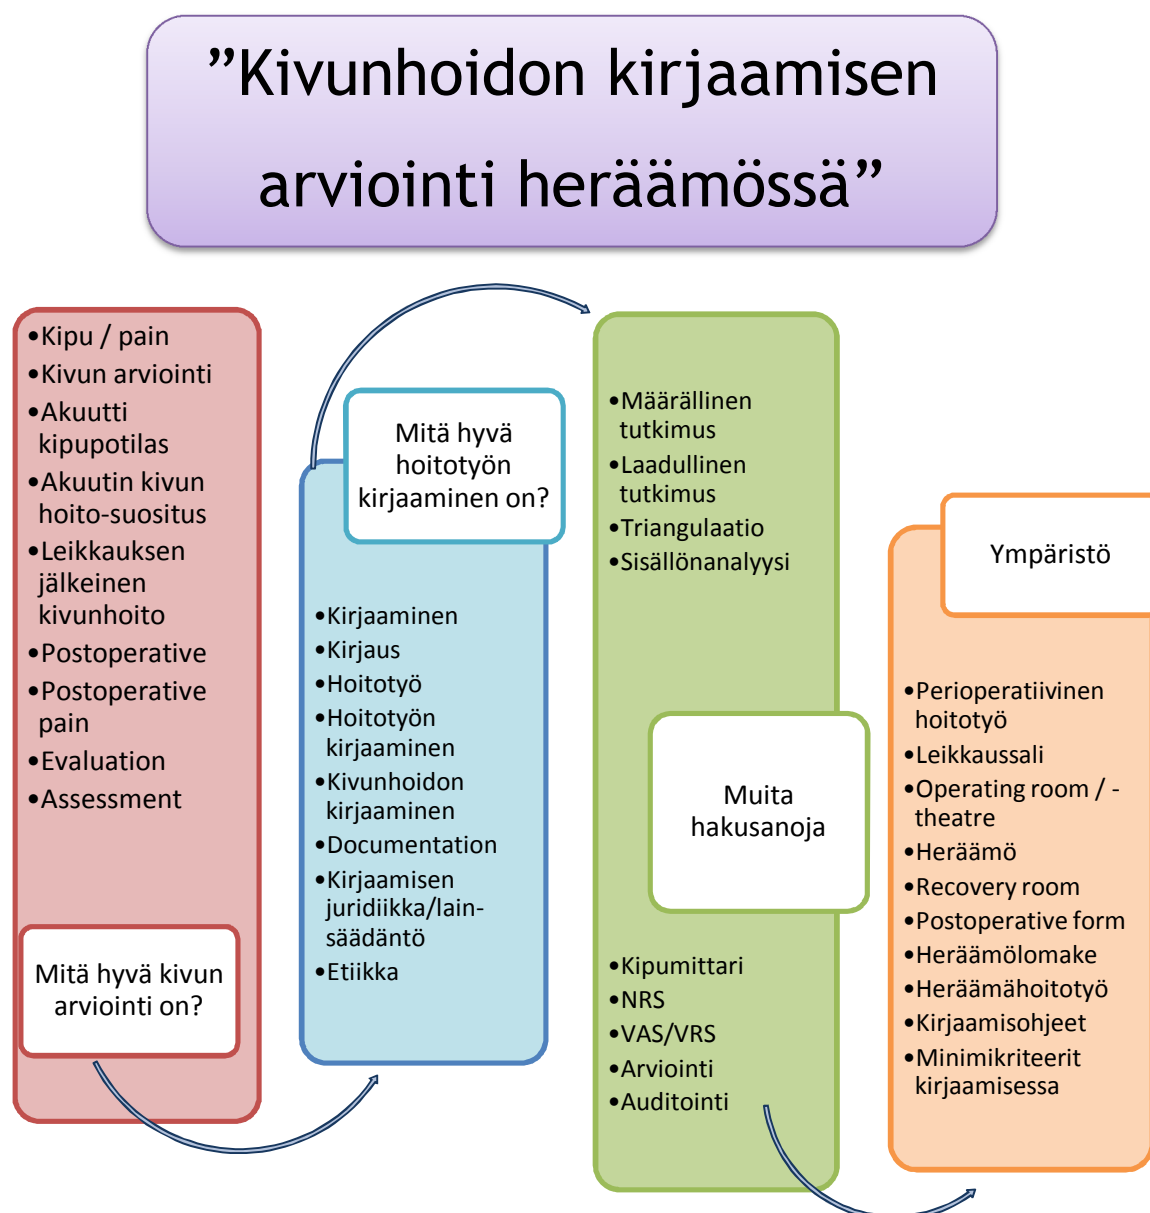 ”Kivunhoidon kirjaamisen
arviointi heräämössä”
•Kipu / pain
•Kivun arviointi
•Akuutti
kipupotilas
•Akuutin kivun
hoito-suositus
•Leikkauksen
jälkeinen
kivunhoito
•Postoperative
•Postoperative
pain
•Evaluation
•Assessment
Mitä hyvä kivun
arviointi on?
Mitä hyvä
hoitotyön
kirjaaminen on?
•Kirjaaminen
•Kirjaus
•Hoitotyö
•Hoitotyön
kirjaaminen
•Kivunhoidon
kirjaaminen
•Documentation
•Kirjaamisen
juridiikka/lain-
säädäntö
•Etiikka
•Määrällinen
tutkimus
•Laadullinen
tutkimus
•Triangulaatio
•Sisällönanalyysi
Muita
hakusanoja
•Kipumittari
•NRS
•VAS/VRS
•Arviointi
•Auditointi
Ympäristö
•Perioperatiivinen
hoitotyö
•Leikkaussali
•Operating room / -
theatre
•Heräämö
•Recovery room
•Postoperative form
•Heräämölomake
•Heräämähoitotyö
•Kirjaamisohjeet
•Minimikriteerit
kirjaamisessa